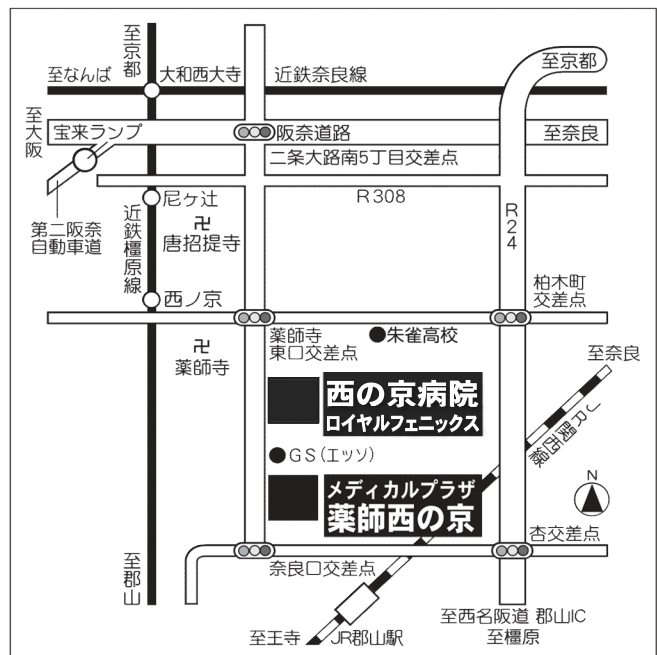 至京都
至なんば
大和西大寺
近鉄奈良線
至京都
至大阪
宝来ランプ
阪奈道路
至奈良
二条大路南5丁目交差点
尼ヶ辻
R308
R24
第二阪奈
自動車道
近鉄橿原線
卍
唐招提寺
西ノ京
柏木町
交差点
薬師寺
東口交差点
朱雀高校
卍
薬師寺
至奈良
西の京病院
ロイヤルフェニックス
JR関西線
GS(エッソ)
メディカルプラザ
薬師西の京
N
杏交差点
至郡山
奈良口交差点
至西名阪道 郡山IC
至橿原
至王寺
JR郡山駅